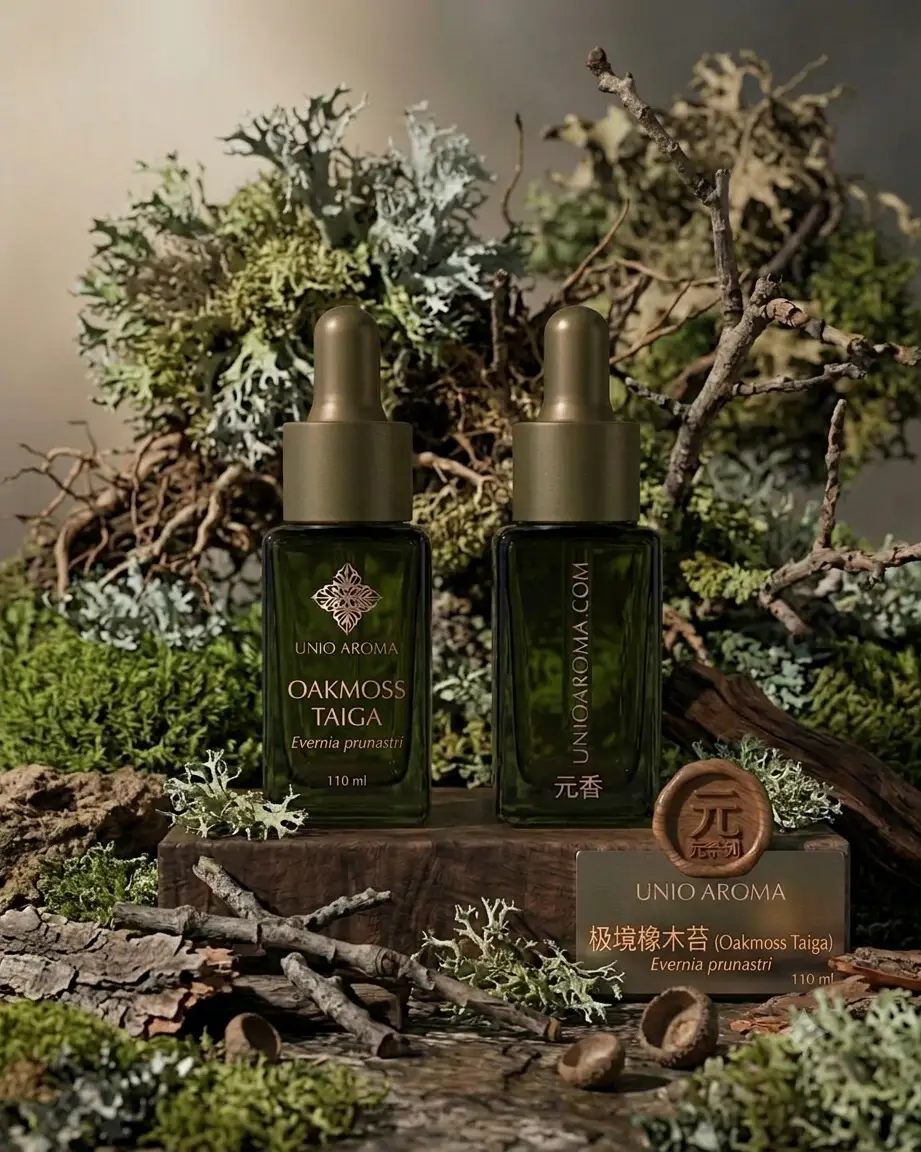 UNIO AROMA
OAKMOSS
TAIGA
Evernia prunastri
110 ml
UNIOAROMA.COM
元香
元
UNIO AROMA
极境橡木苔 (Oakmoss Taiga)
Evernia prunastri
110 ml